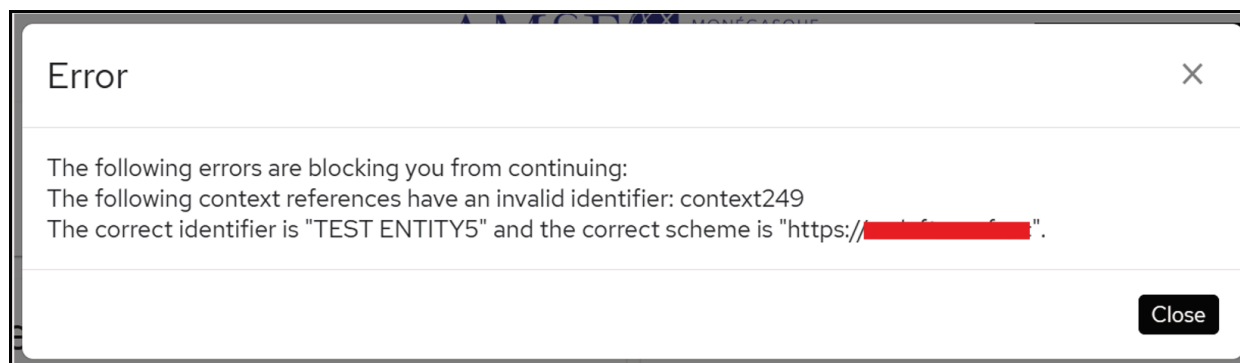 MONÉGASQUE
Error
The following errors are blocking you from continuing:
The following context references have an invalid identifier: context249
The correct identifier is "TEST ENTITY5" and the correct scheme is "https://
".
Close